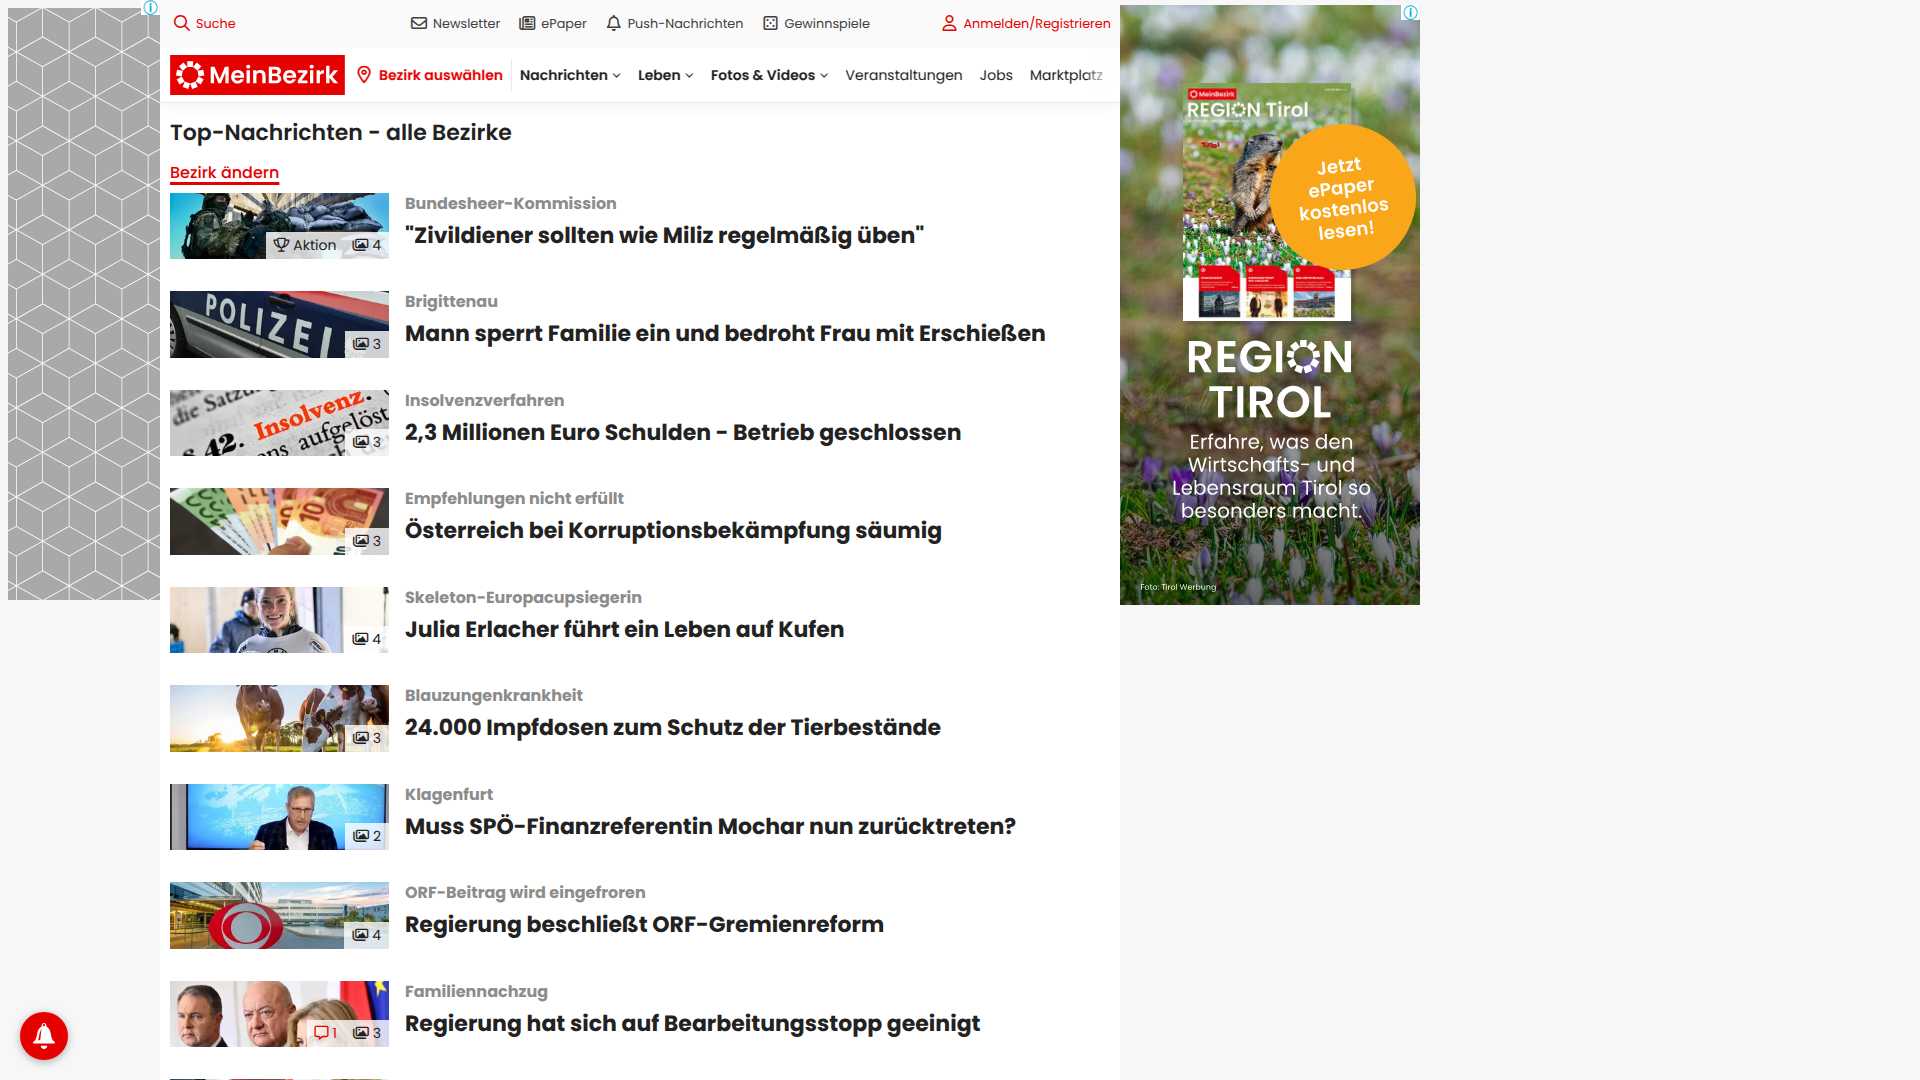 Suche
Newsletter
ePaper
Push-Nachrichten
Gewinnspiele
Anmelden/Registrieren
MeinBezirk
Bezirk auswählen
Nachrichten
Leben
Fotos & Videos
Veranstaltungen
Jobs
Marktplatz
Top-Nachrichten - alle Bezirke
Bezirk ändern
Aktion 4
Bundesheer-Kommission
"Zivildiener sollten wie Miliz regelmäßig üben"
POLIZEI
3
Brigittenau
Mann sperrt Familie ein und bedroht Frau mit Erschießen
die Satzu
Insolvenz.
42.
ns aufgelöst
3
Insolvenzverfahren
2,3 Millionen Euro Schulden - Betrieb geschlossen
10
3
Empfehlungen nicht erfüllt
Österreich bei Korruptionsbekämpfung säumig
4
Skeleton-Europacupsiegerin
Julia Erlacher führt ein Leben auf Kufen
3
Blauzungenkrankheit
24.000 Impfdosen zum Schutz der Tierbestände
2
Klagenfurt
Muss SPÖ-Finanzreferentin Mochar nun zurücktreten?
4
ORF-Beitrag wird eingefroren
Regierung beschließt ORF-Gremienreform
1 3
Familiennachzug
Regierung hat sich auf Bearbeitungsstopp geeinigt
MeinBezirk
REGION Tirol
Jetzt
ePaper
kostenlos
lesen!
REGION
TIROL
Erfahre, was den
Wirtschafts- und
Lebensraum Tirol so
besonders macht.
Foto: Tirol Werbung